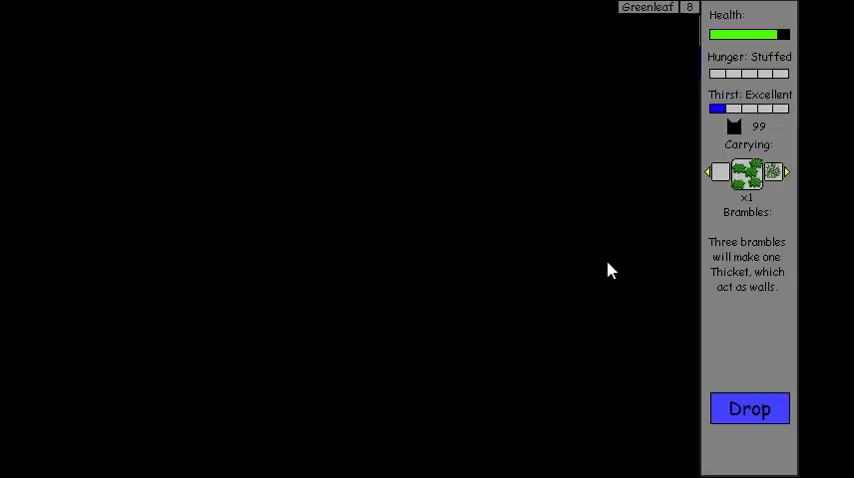 Greenleaf 8
Health:
Hunger: Stuffed
Thirst: Excellent
99
Carrying:
x1
Brambles:
Three brambles
will make one
Thicket, which
act as walls.
Drop